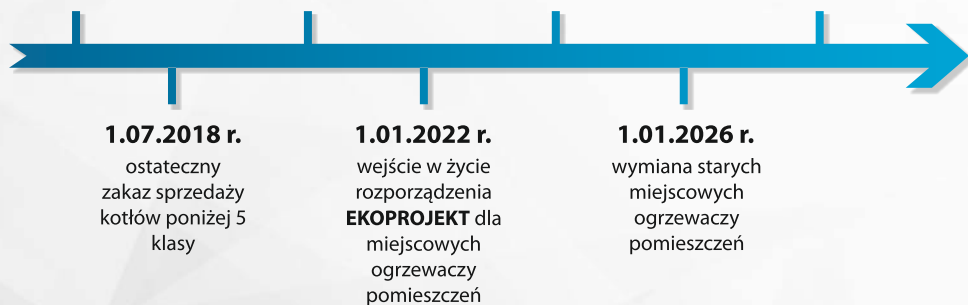 1.07.2018 r.
ostateczny
zakaz sprzedaży
kotłów poniżej 5
klasy
1.01.2022 r.
wejście w życie
rozporządzenia
EKOPROJEKT dla
miejscowych
ogrzewaczy
pomieszczeń
1.01.2026 r.
wymiana starych
miejscowych
ogrzewaczy
pomieszczeń